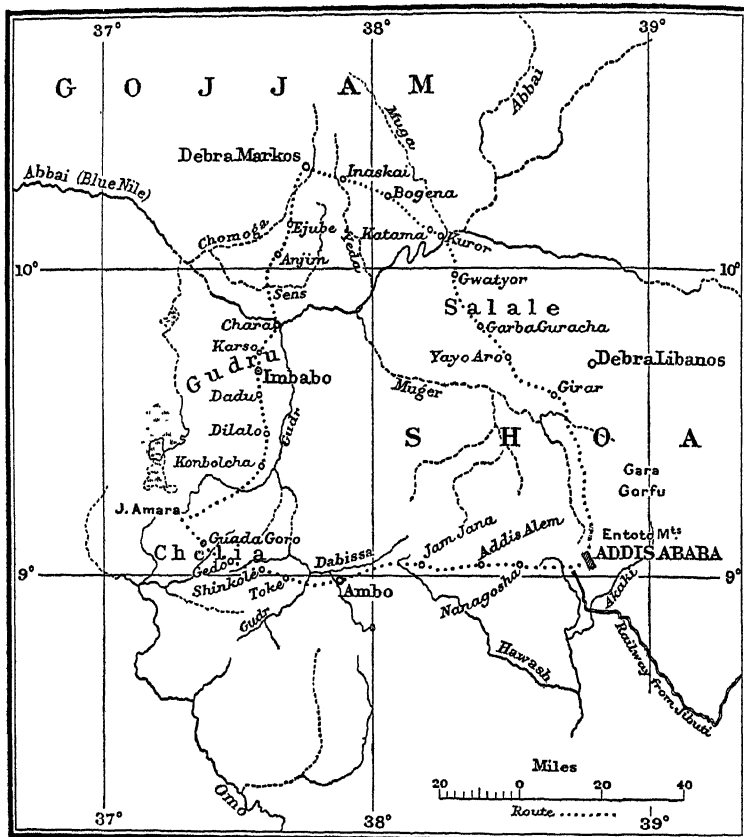 37°
38°
39°
G O J J A M
Abbai
Muga
Debra Markos
Inaskai
Bogena
Abbai (Blue Nile)
Chomoga
Ejube
Yeda
Katama
Kuror
10°
Anjim
Gwatyor
10°
Sens
Salale
Charab
Garba Guracha
Karso
Yayo Aro
Debra Libanos
Gudru
Imbabo
Muger
Girar
Dadu
Gudr
Dilalo
S H O A
Konbolcha
Gara
Gorfu
J. Amara
Guada Goro
Jam Jana
Addis Alem
Entoto Mts
Chelia
Dabissa
ADDIS ABABA
Gedo
9°
Shinkole
Toke
Ambo
Nanagosha
Akaki
9°
Gudr
Hawash
Railway from Jibuti
Omo
Miles
20 0 20 40
Route
37°
38°
39°